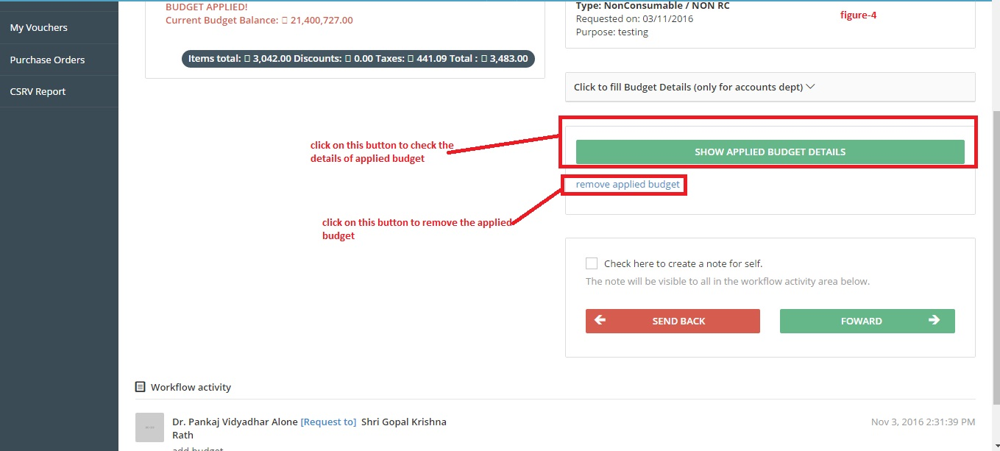 My Vouchers
Purchase Orders
CSRV Report
BUDGET APPLIED!
Current Budget Balance: 21,400,727.00
Items total: 3,042.00 Discounts: 0.00 Taxes: 441.09 Total : 3,483.00
Type: NonConsumable / NON RC
Requested on: 03/11/2016
Purpose: testing
figure-4
Click to fill Budget Details (only for accounts dept)
click on this button to check the
details of applied budget
SHOW APPLIED BUDGET DETAILS
remove applied budget
click on this button to remove the applied
budget
Check here to create a note for self.
The note will be visible to all in the workflow activity area below.
SEND BACK
FOWARD
Workflow activity
Dr. Pankaj Vidyadhar Alone [Request to] Shri Gopal Krishna
Rath
Nov 3, 2016 2:31:39 PM
add budget